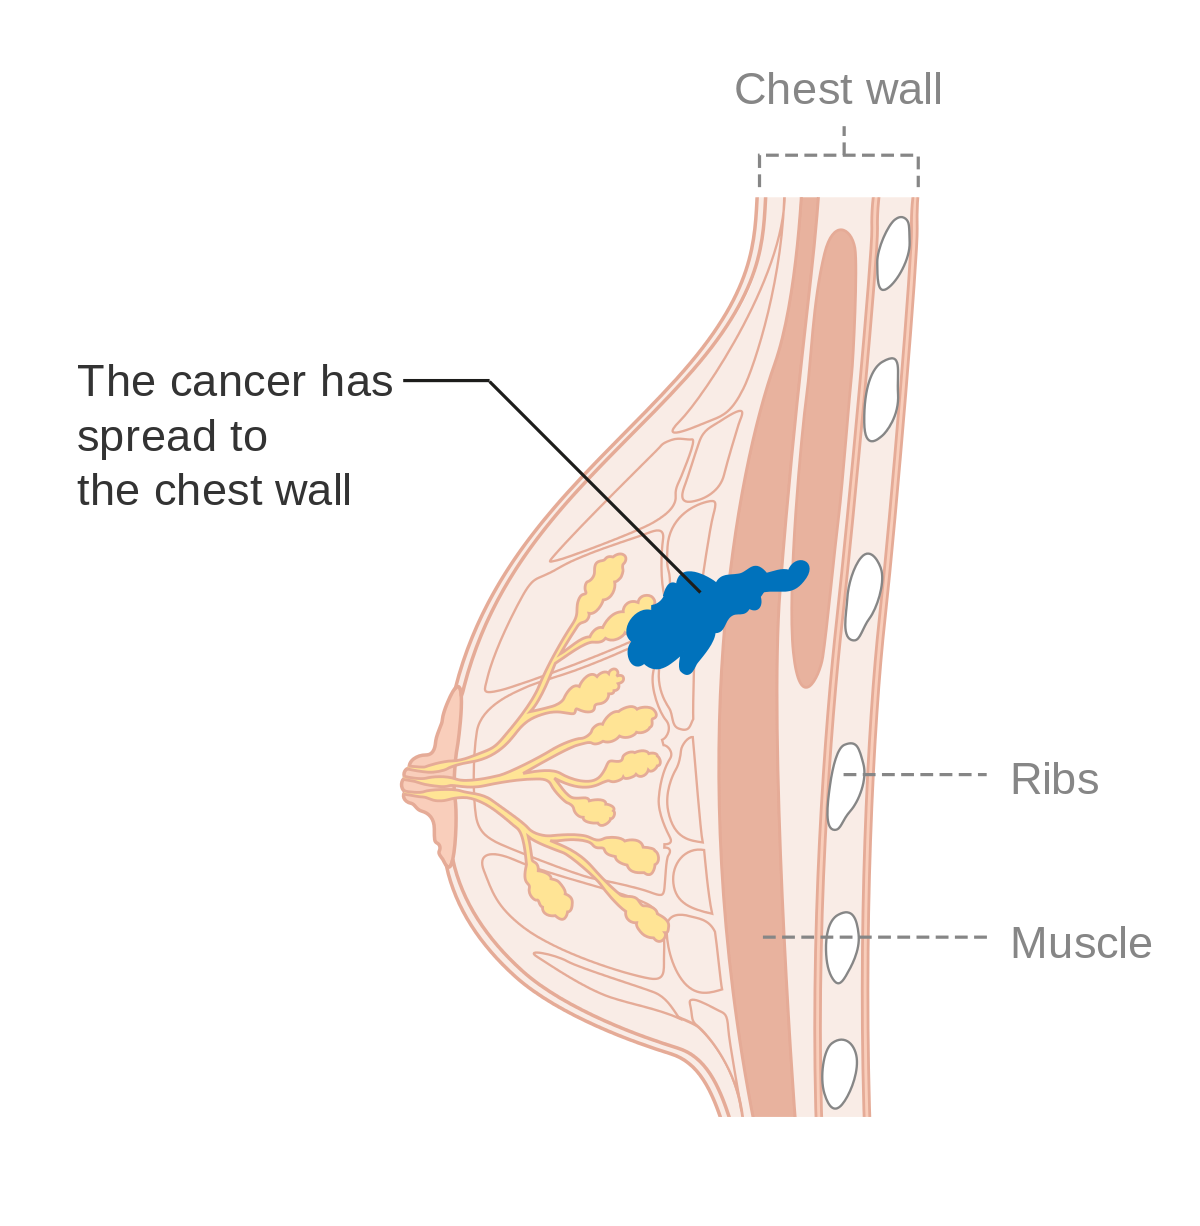 Chest wall
The cancer has
spread to
the chest wall
Ribs
Muscle